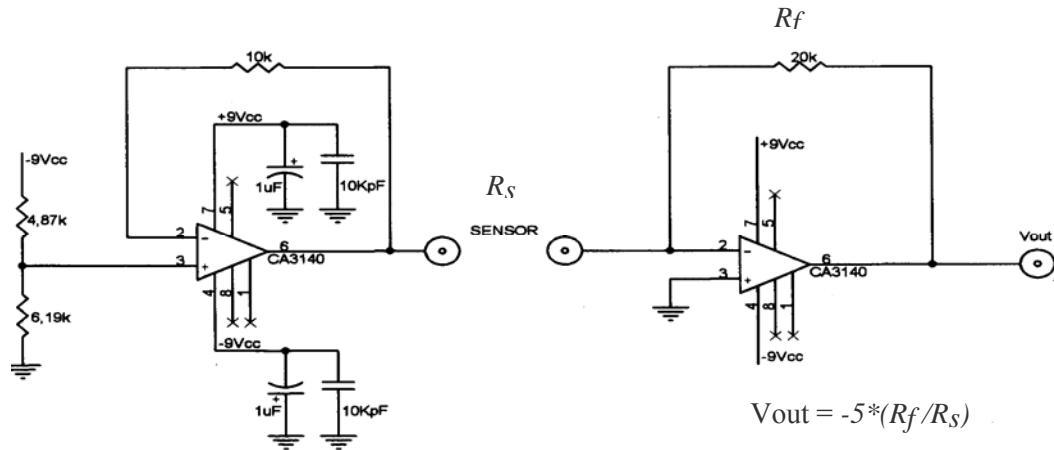 Rf
10k
20k
+9Vcc
-9Vcc
1uF
+
10KpF
4,87k
7
5
2
-
3
+
6
CA3140
4
8
1
6,19k
-9Vcc
1uF
+
10KpF
Rs
SENSOR
+9Vcc
7
5
2
-
3
+
6
CA3140
4
8
1
-9Vcc
Vout
Vout = -5*(Rf/Rs)